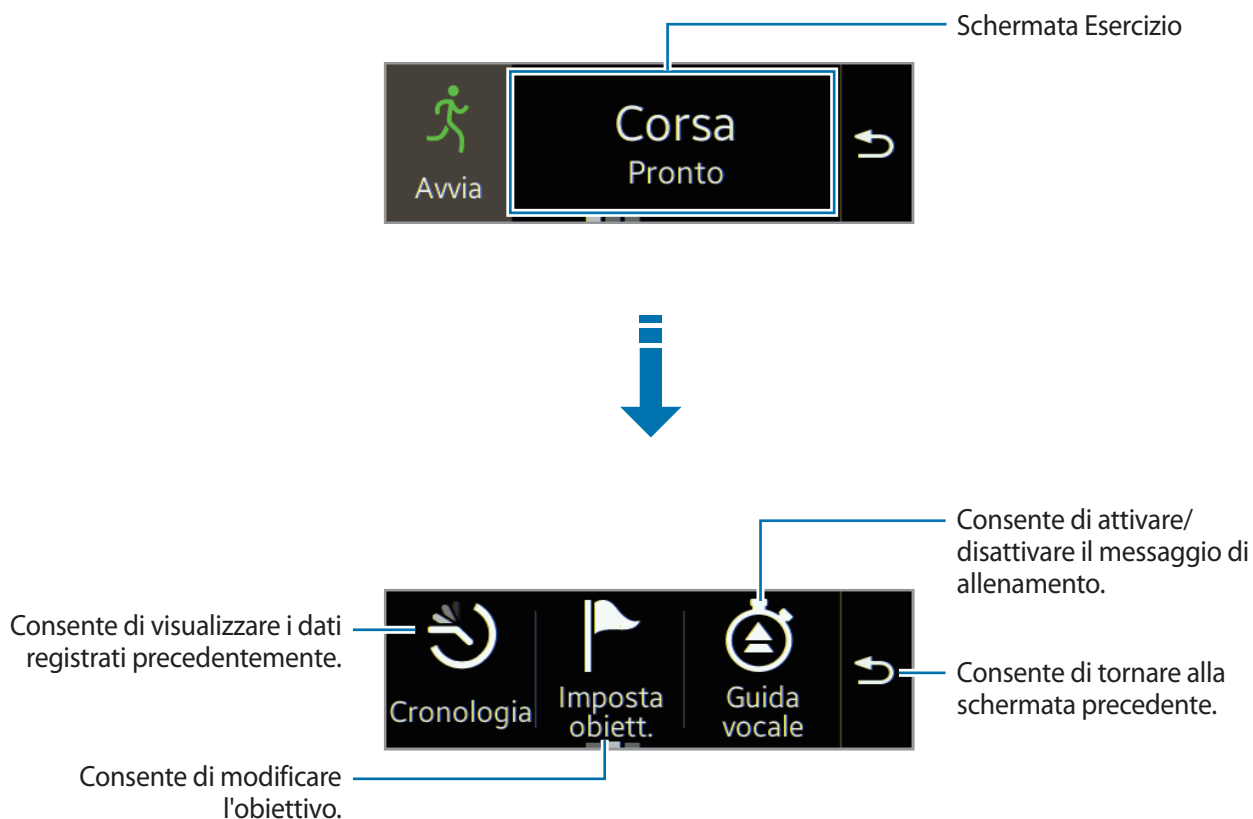 Schermata Esercizio
Corsa
Pronto
Avvia
Consente di attivare/
disattivare il messaggio di
allenamento.
Consente di visualizzare i dati
registrati precedentemente.
Cronologia
Imposta
obiett.
Guida
vocale
Consente di tornare alla
schermata precedente.
Consente di modificare
l'obiettivo.